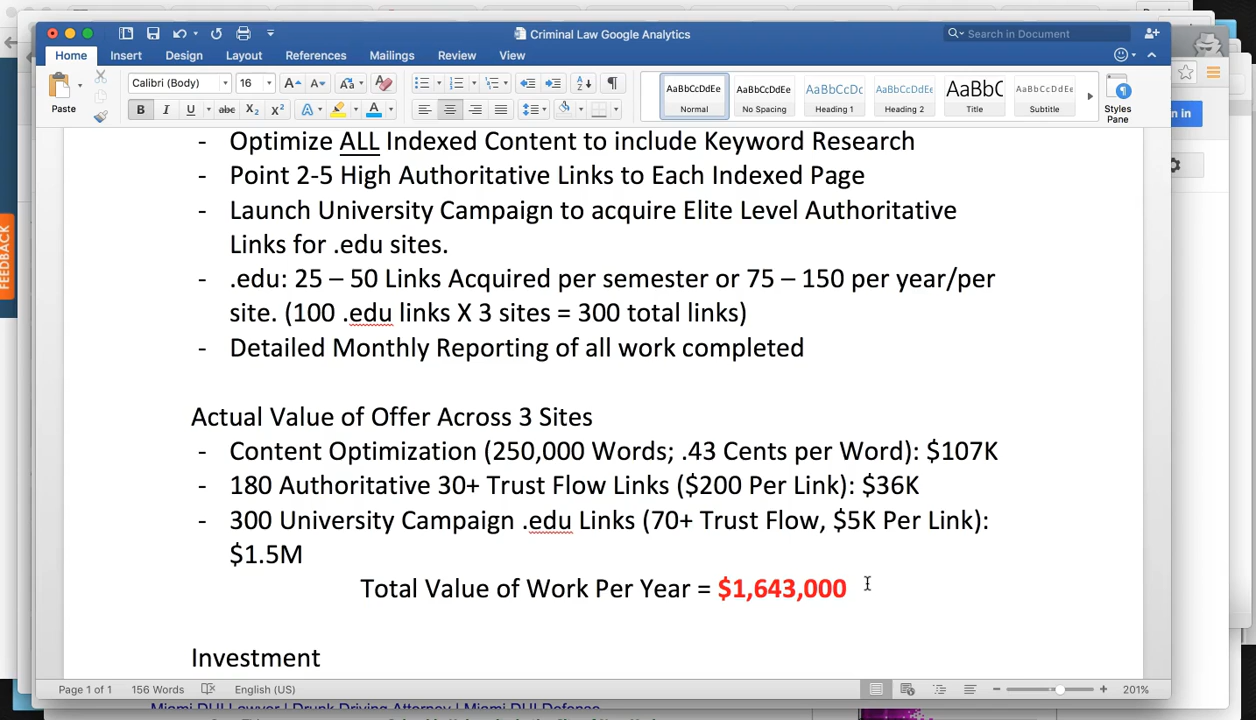 Criminal Law Google Analytics
Search in Document
Home Insert Design Layout References Mailings Review View
Paste
Calibri (Body) 16
B I U abc X2 X2 A A
AaBbCcDdEe AaBbCcDdEe AaBbCcDc AaBbCcDdEe AaBbC AaBbCcDdEe
Normal No Spacing Heading 1 Heading 2 Title Subtitle
Styles
Pane
n in
FEEDBACK
- Optimize ALL Indexed Content to include Keyword Research
- Point 2-5 High Authoritative Links to Each Indexed Page
- Launch University Campaign to acquire Elite Level Authoritative
Links for .edu sites.
- .edu: 25 – 50 Links Acquired per semester or 75 – 150 per year/per
site. (100 .edu links X 3 sites = 300 total links)
- Detailed Monthly Reporting of all work completed
Actual Value of Offer Across 3 Sites
- Content Optimization (250,000 Words; .43 Cents per Word): $107K
- 180 Authoritative 30+ Trust Flow Links ($200 Per Link): $36K
- 300 University Campaign .edu Links (70+ Trust Flow, $5K Per Link):
$1.5M
Total Value of Work Per Year = $1,643,000
Investment
Page 1 of 1 156 Words English (US) 201%
Miami DUI Lawyer | Drunk Driving Attorney | Miami DUI Defense